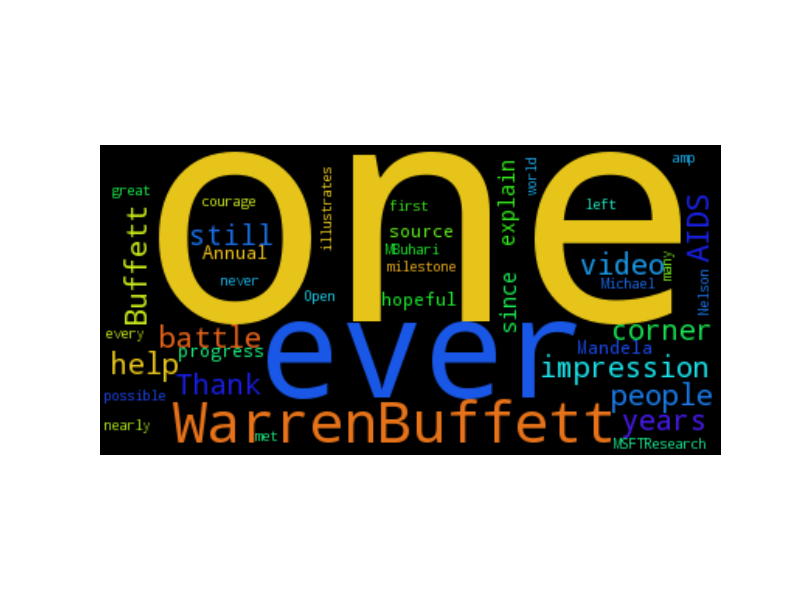 one
ever
WarrenBuffett
great
courage
illustrates
first
explain
world
amp
left
still
Annual
source
MBuhari
milestone
Buffett
never
Open
hopeful
since
video
many
Michael
AIDS
Nelson
every
battle
progress
corner
Mandela
help
Thank
impression
possible
people
nearly
met
years
MSFTResearch